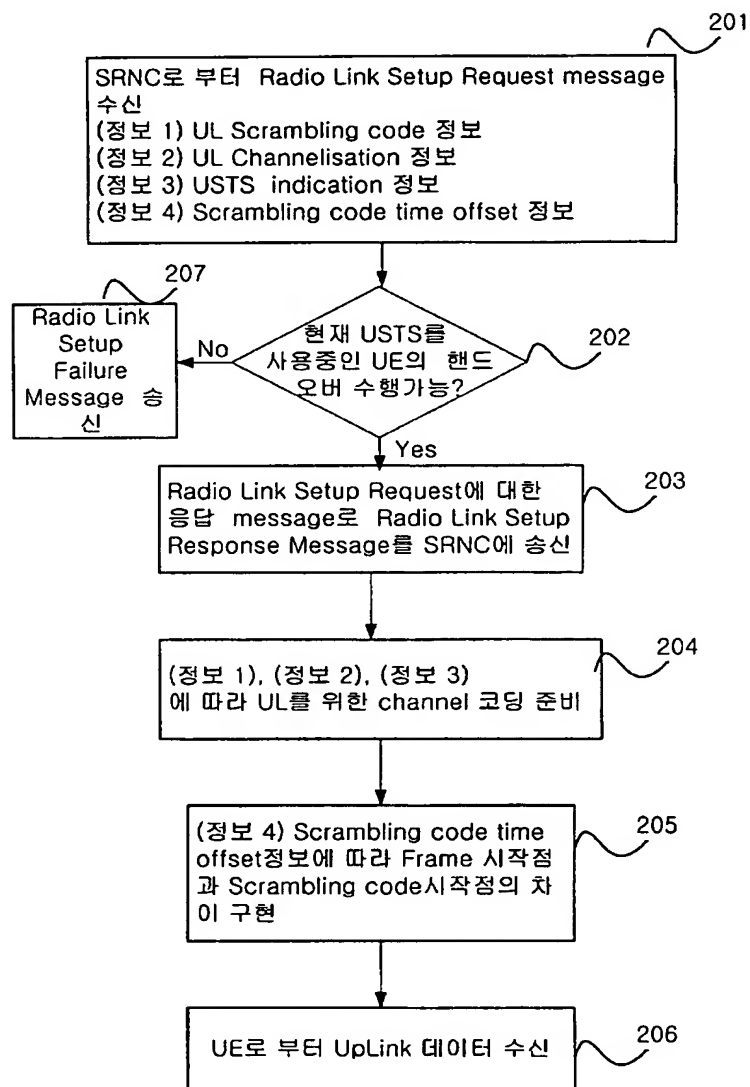 201
SRNC로 부터 Radio Link Setup Request message
수신
(정보 1) UL Scrambling code 정보
(정보 2) UL Channelisation 정보
(정보 3) USTS indication 정보
(정보 4) Scrambling code time offset 정보
207
Radio Link
Setup
Failure
Message 송
신
No
현재 USTS를
사용중인 UE의 핸드
오버 수행가능?
202
Yes
Radio Link Setup Request에 대한
응답 message로 Radio Link Setup
Response Message를 SRNC에 송신
203
(정보 1), (정보 2), (정보 3)
에 따라 UL를 위한 channel 코딩 준비
204
(정보 4) Scrambling code time
offset정보에 따라 Frame 시작점
과 Scrambling code시작점의 차
이 구현
205
UE로 부터 UpLink 데이터 수신
206